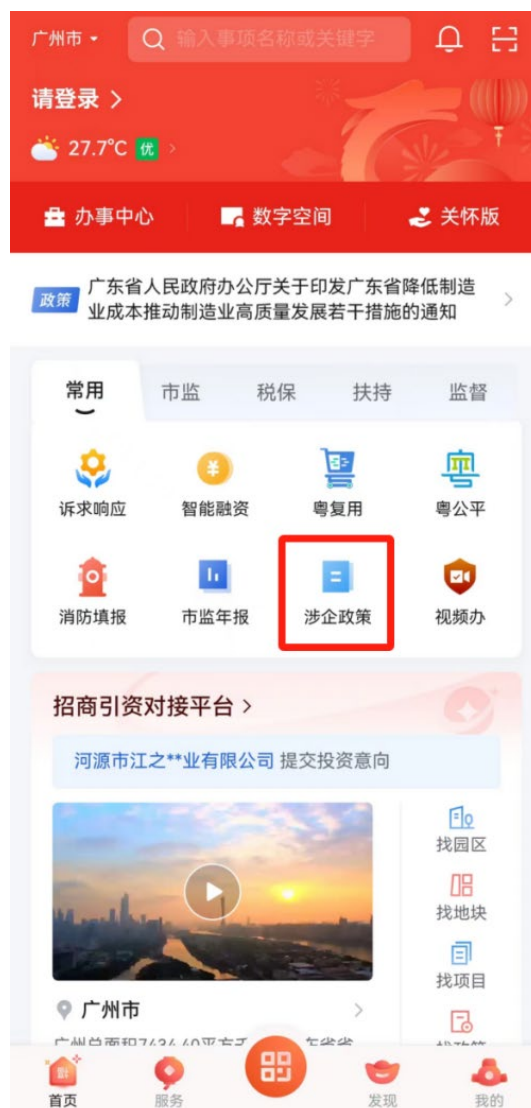 广州市
输入事项名称或关键字
请登录 >
27.7°C 优 >
办事中心
数字空间
关怀版
政策
广东省人民政府办公厅关于印发广东省降低制造
业成本推动制造业高质量发展若干措施的通知
常用 市监 税保 扶持 监督
诉求响应 智能融资 粤复用 粤公平
消防填报 市监年报 涉企政策 视频办
招商引资对接平台 >
河源市江之**业有限公司 提交投资意向
找园区
找地块
找项目
广州市
首页 服务 发现 我的